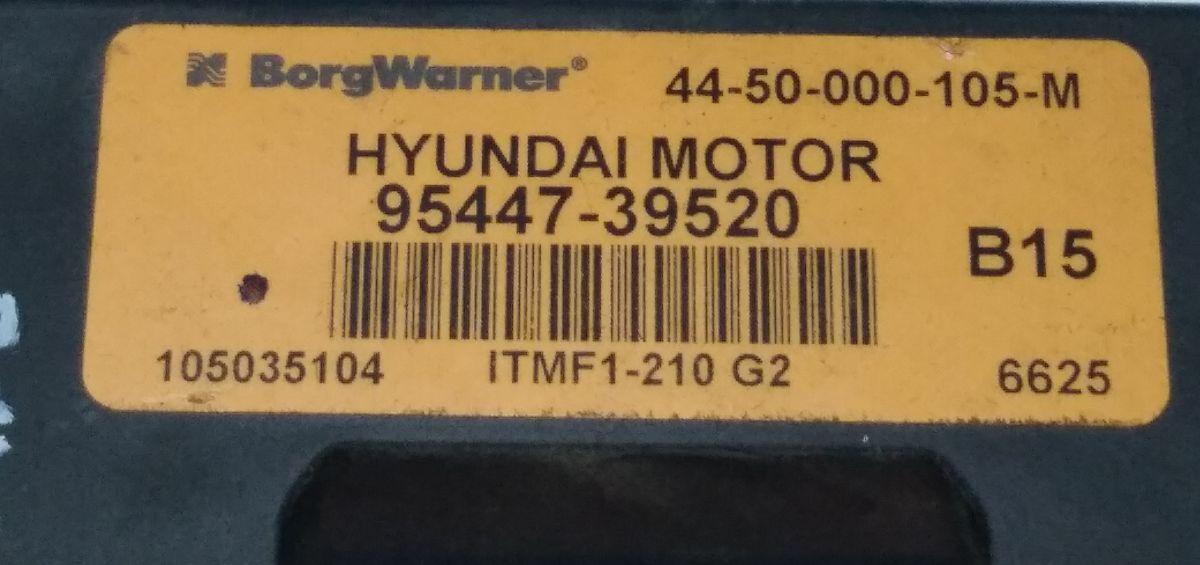 BorgWarner® 44-50-000-105-M
HYUNDAI MOTOR
95447-39520
B15
105035104 ITMF1-210 G2 6625